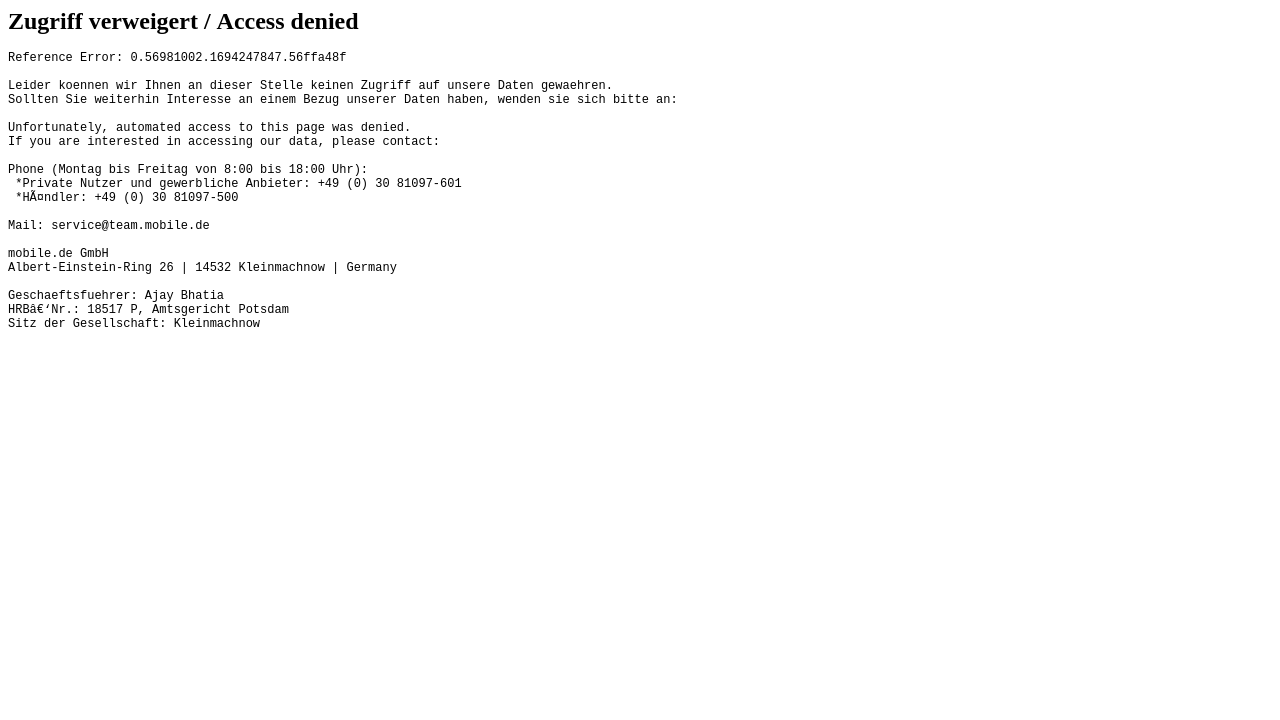 Zugriff verweigert / Access denied
Reference Error: 0.56981002.1694247847.56ffa48f
Leider koennen wir Ihnen an dieser Stelle keinen Zugriff auf unsere Daten gewaehren.
Sollten Sie weiterhin Interesse an einem Bezug unserer Daten haben, wenden sie sich bitte an:
Unfortunately, automated access to this page was denied.
If you are interested in accessing our data, please contact:
Phone (Montag bis Freitag von 8:00 bis 18:00 Uhr):
*Private Nutzer und gewerbliche Anbieter: +49 (0) 30 81097-601
*HÃ¤ndler: +49 (0) 30 81097-500
Mail: service@team.mobile.de
mobile.de GmbH
Albert-Einstein-Ring 26 | 14532 Kleinmachnow | Germany
Geschaeftsfuehrer: Ajay Bhatia
HRBâ€‘Nr.: 18517 P, Amtsgericht Potsdam
Sitz der Gesellschaft: Kleinmachnow